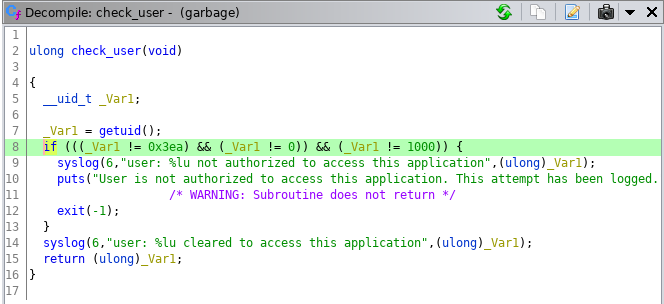 Decompile: check_user - (garbage)
1
2 ulong check_user(void)
3
4 {
5 __uid_t _Var1;
6
7 _Var1 = getuid();
8 if (((_Var1 != 0x3ea) && (_Var1 != 0)) && (_Var1 != 1000)) {
9 syslog(6,"user: %lu not authorized to access this application",(ulong)_Var1);
10 puts("User is not authorized to access this application. This attempt has been logged.
11 /* WARNING: Subroutine does not return */
12 exit(-1);
13 }
14 syslog(6,"user: %lu cleared to access this application",(ulong)_Var1);
15 return (ulong)_Var1;
16 }
17